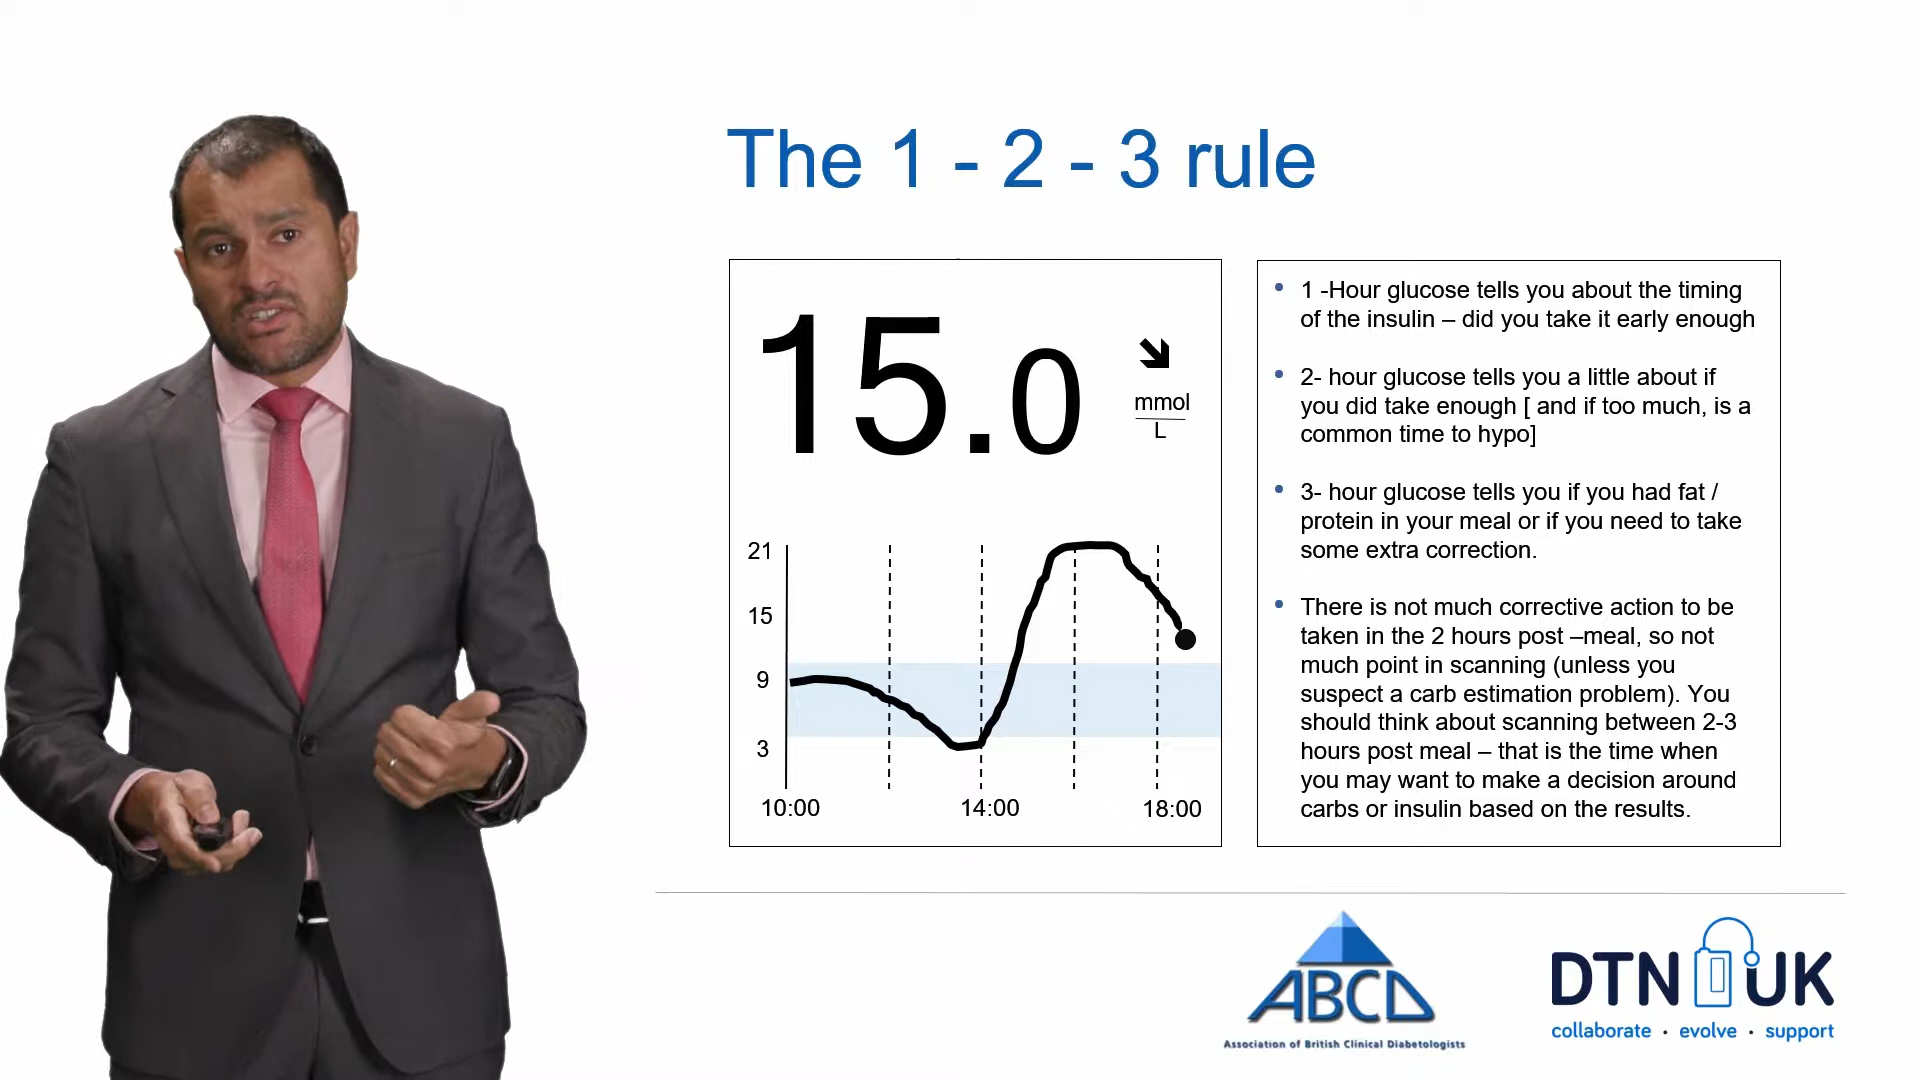 The 1 - 2 - 3 rule
15.0
mmol
L
21
15
9
3
10:00
14:00
18:00
• 1 -Hour glucose tells you about the timing
of the insulin – did you take it early enough
• 2- hour glucose tells you a little about if
you did take enough [ and if too much, is a
common time to hypo]
• 3- hour glucose tells you if you had fat /
protein in your meal or if you need to take
some extra correction.
• There is not much corrective action to be
taken in the 2 hours post –meal, so not
much point in scanning (unless you
suspect a carb estimation problem). You
should think about scanning between 2-3
hours post meal – that is the time when
you may want to make a decision around
carbs or insulin based on the results.
ABCD
Association of British Clinical Diabetologists
DTN UK
collaborate • evolve • support